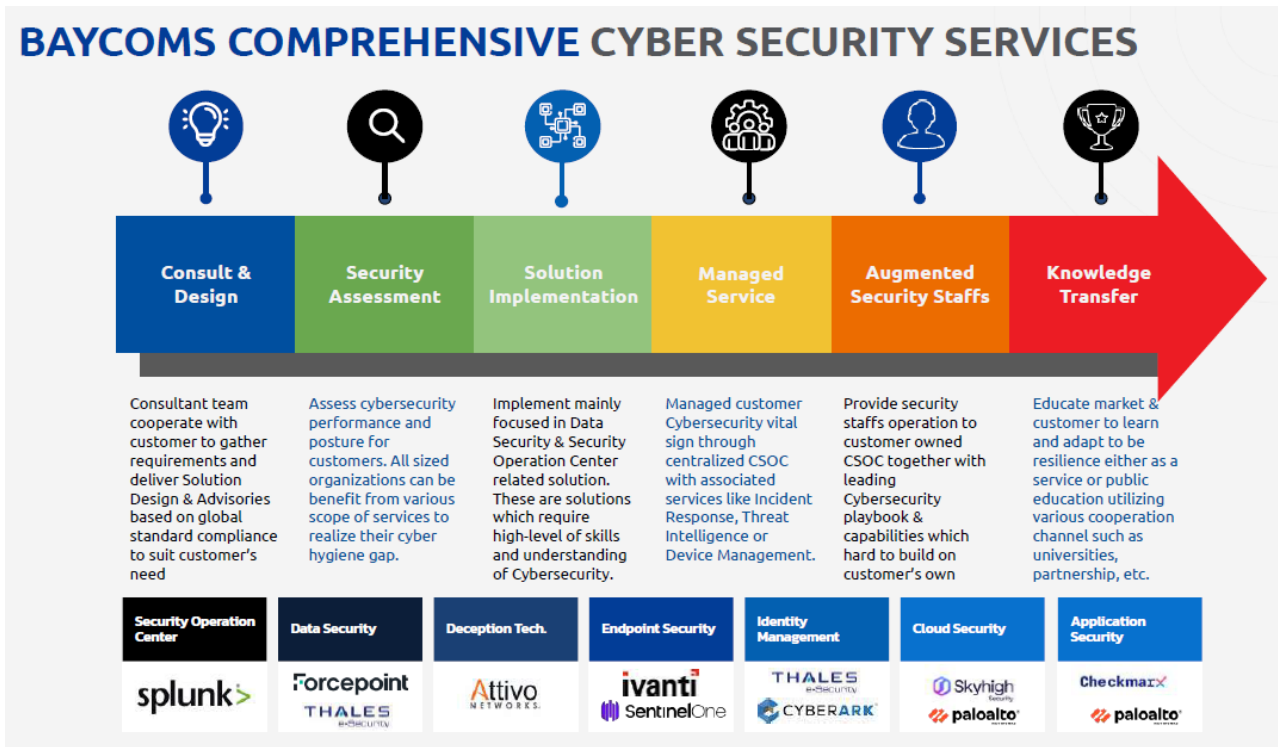 BAYCOMS COMPREHENSIVE CYBER SECURITY SERVICES
Consult &
Design
Security
Assessment
Solution
Implementation
Managed
Service
Augmented
Security Staffs
Knowledge
Transfer
Consultant team
cooperate with
customer to gather
requirements and
deliver Solution
Design & Advisories
based on global
standard compliance
to suit customer's
need
Assess cybersecurity
performance and
posture for
customers. All sized
organizations can be
benefit from various
scope of services to
realize their cyber
hygiene gap.
Implement mainly
focused in Data
Security & Security
Operation Center
related solution.
These are solutions
which require
high-level of skills
and understanding
of Cybersecurity.
Managed customer
Cybersecurity vital
sign through
centralized CSOC
with associated
services like Incident
Response, Threat
Intelligence or
Device Management.
Provide security
staffs operation to
customer owned
CSOC together with
leading
Cybersecurity
playbook &
capabilities which
hard to build on
customer's own
Educate market &
customer to learn
and adapt to be
resilience either as a
service or public
education utilizing
various cooperation
channel such as
universities,
partnership, etc.
Security Operation
Center
splunk>
Data Security
Forcepoint
THALES
e-Security
Deception Tech.
Attivo
NETWORKS.
Endpoint Security
ivanti
SentinelOne
Identity
Management
THALES
e-Security
CYBERARK
Cloud Security
Skyhigh
Security
paloalto
Application
Security
Checkmarx
paloalto